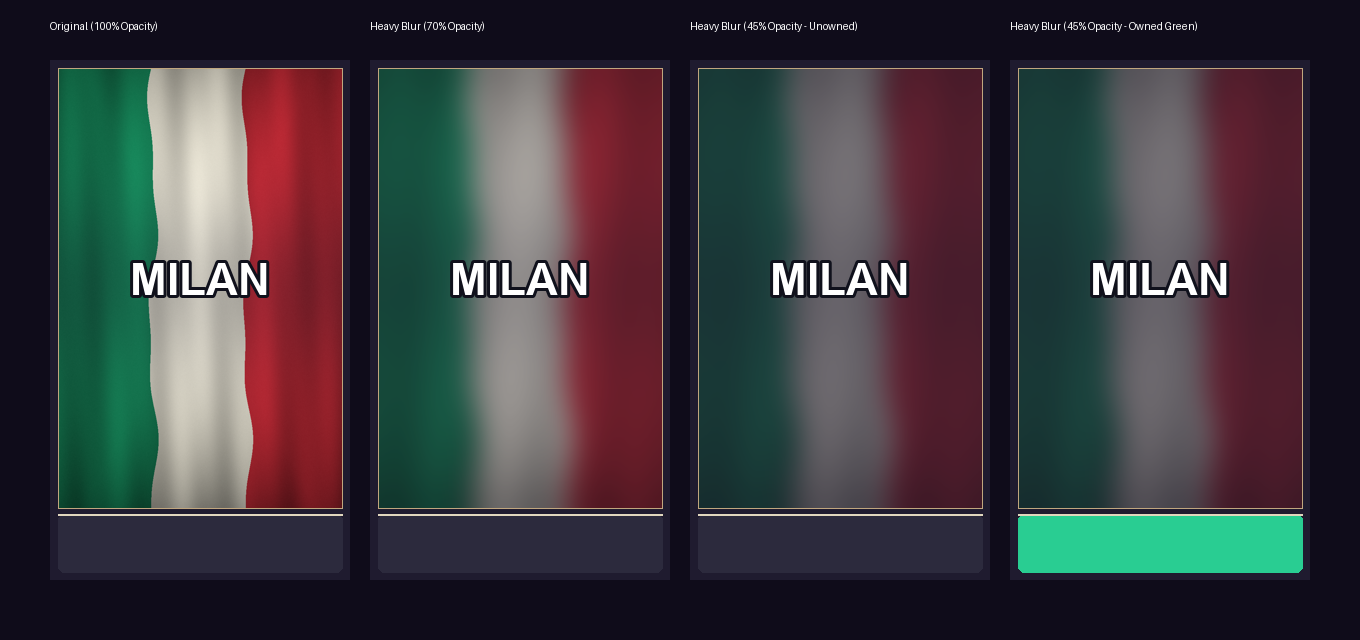 Original (100% Opacity)
Heavy Blur (70% Opacity)
Heavy Blur (45% Opacity - Unowned)
Heavy Blur (45% Opacity - Owned Green)
MILAN
MILAN
MILAN
MILAN